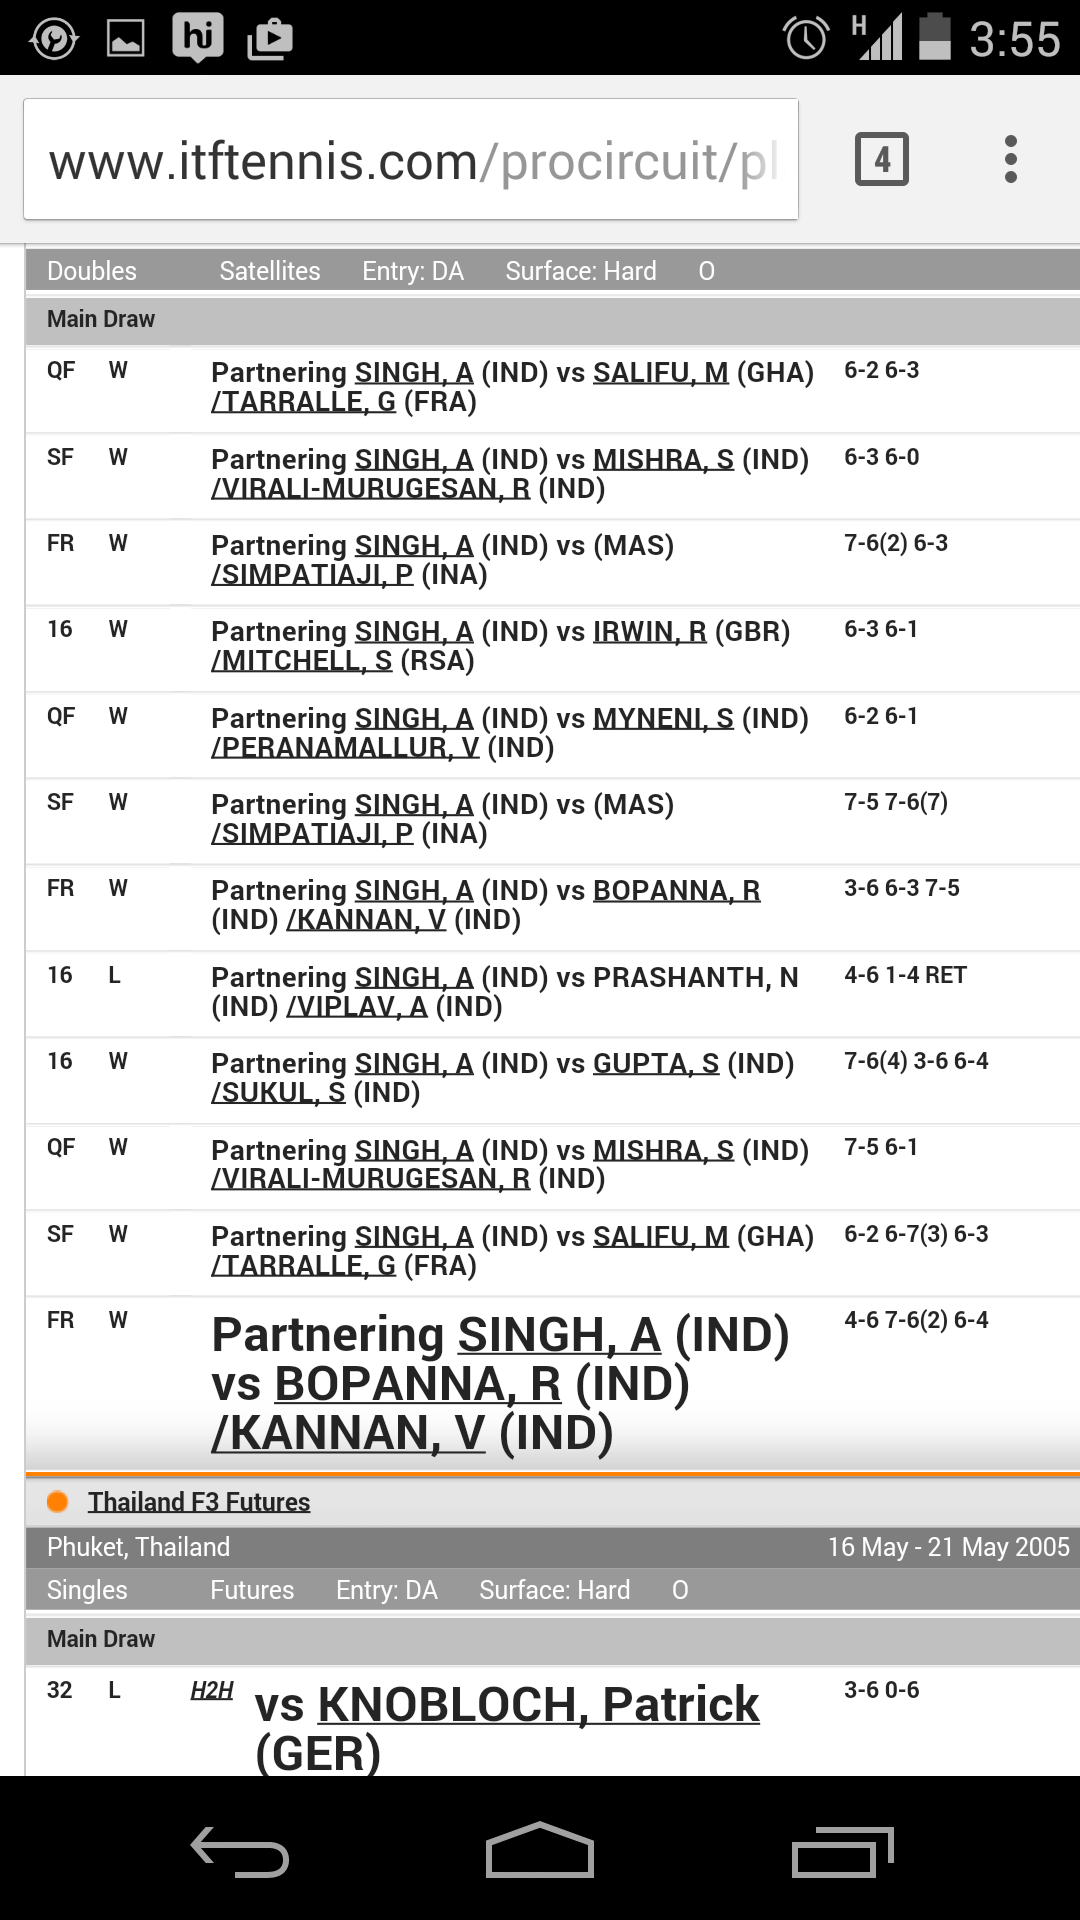 hi H 3:55
www.itftennis.com/procircuit/pl 4
Doubles Satellites Entry: DA Surface: Hard O
Main Draw
QF W Partnering SINGH, A (IND) vs SALIFU, M (GHA) 6-2 6-3
/TARRALLE, G (FRA)
SF W Partnering SINGH, A (IND) vs MISHRA, S (IND) 6-3 6-0
/VIRALI-MURUGESAN, R (IND)
FR W Partnering SINGH, A (IND) vs (MAS) 7-6(2) 6-3
/SIMPATIAJI, P (INA)
16 W Partnering SINGH, A (IND) vs IRWIN, R (GBR) 6-3 6-1
/MITCHELL, S (RSA)
QF W Partnering SINGH, A (IND) vs MYNENI, S (IND) 6-2 6-1
/PERANAMALLUR, V (IND)
SF W Partnering SINGH, A (IND) vs (MAS) 7-5 7-6(7)
/SIMPATIAJI, P (INA)
FR W Partnering SINGH, A (IND) vs BOPANNA, R 3-6 6-3 7-5
(IND) /KANNAN, V (IND)
16 L Partnering SINGH, A (IND) vs PRASHANTH, N 4-6 1-4 RET
(IND) /VIPLAV, A (IND)
16 W Partnering SINGH, A (IND) vs GUPTA, S (IND) 7-6(4) 3-6 6-4
/SUKUL, S (IND)
QF W Partnering SINGH, A (IND) vs MISHRA, S (IND) 7-5 6-1
/VIRALI-MURUGESAN, R (IND)
SF W Partnering SINGH, A (IND) vs SALIFU, M (GHA) 6-2 6-7(3) 6-3
/TARRALLE, G (FRA)
FR W Partnering SINGH, A (IND) 4-6 7-6(2) 6-4
vs BOPANNA, R (IND)
/KANNAN, V (IND)
Thailand F3 Futures
Phuket, Thailand 16 May - 21 May 2005
Singles Futures Entry: DA Surface: Hard O
Main Draw
32 L H2H vs KNOBLOCH, Patrick 3-6 0-6
(GER)